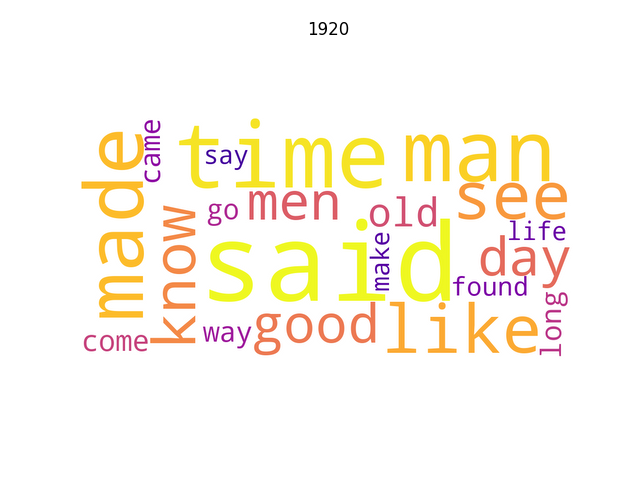 1920
made
came
time
say
man
see
go
men
old
life
know
said
make
day
found
long
come
way
good
like